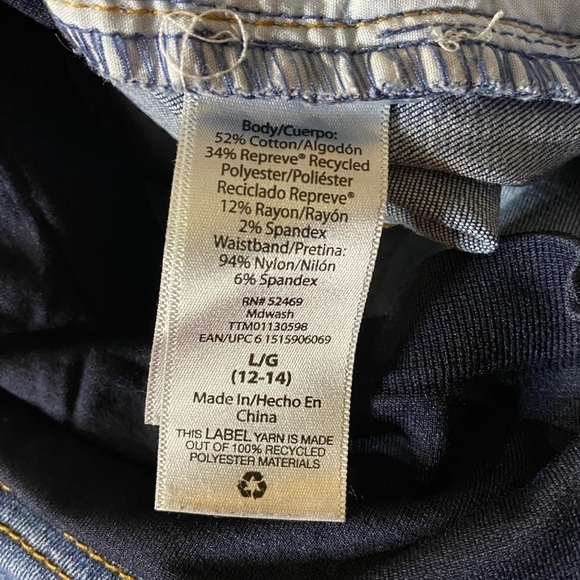 Body/Cuerpo:
52% Cotton/Algodón
34% Repreve® Recycled
Polyester/Poliéster
Reciclado Repreve®
12% Rayon/Rayón
2% Spandex
Waistband/Pretina:
94% Nylon/Nilón
6% Spandex
RN# 52469
Mdwash
TTM01130598
EAN/UPC 6 1515906069
L/G
(12-14)
Made In/Hecho En
China
THIS LABEL YARN IS MADE
OUT OF 100% RECYCLED
POLYESTER MATERIALS